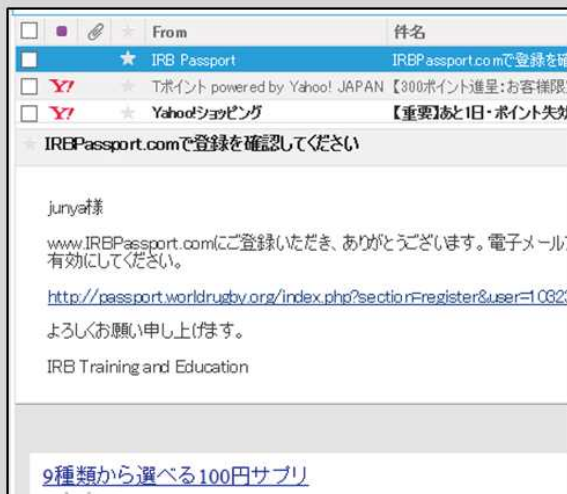 From 件名
IRB Passport IRBPassport.comで登録を確
Y! Tポイント powered by Yahoo! JAPAN 【300ポイント進呈:お客様限
Y! Yahoo!ショッピング 【重要】あと1日・ポイント失効
IRBPassport.comで登録を確認してください
junya様
www.IRBPassport.comにご登録いただき、ありがとうございます。電子メール
有効にしてください。
http://passport.worldrugby.org/index.php?section=register&user=10323
よろしくお願い申し上げます。
IRB Training and Education
9種類から選べる100円サプリ